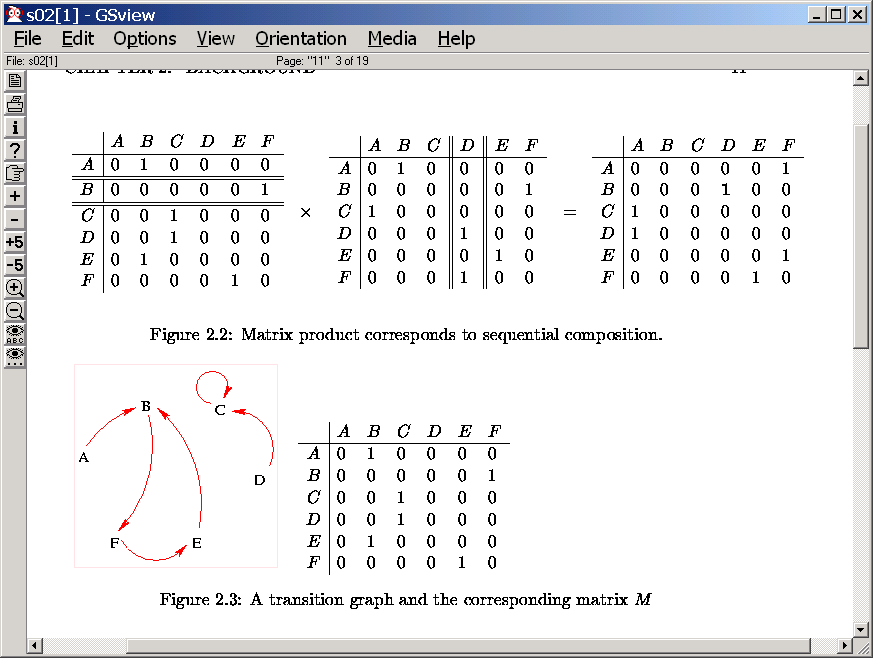 s02[1] - GSview
File Edit Options View Orientation Media Help
File: s02[1] Page: "11" 3 of 19
CHAPTER 2. BACKGROUND 11
i
?
+
-
+5
-5
ABC
A B C D E F
A 0 1 0 0 0 0
B 0 0 0 0 0 1
C 0 0 1 0 0 0
D 0 0 1 0 0 0
E 0 1 0 0 0 0
F 0 0 0 0 1 0
×
A B C D E F
A 0 1 0 0 0 0
B 0 0 0 0 0 1
C 1 0 0 0 0 0
D 0 0 0 1 0 0
E 0 0 0 0 1 0
F 0 0 0 1 0 0
=
A B C D E F
A 0 0 0 0 0 1
B 0 0 0 1 0 0
C 1 0 0 0 0 0
D 1 0 0 0 0 0
E 0 0 0 0 0 1
F 0 0 0 0 1 0
Figure 2.2: Matrix product corresponds to sequential composition.
B
C
A
D
F
E
A B C D E F
A 0 1 0 0 0 0
B 0 0 0 0 0 1
C 0 0 1 0 0 0
D 0 0 1 0 0 0
E 0 1 0 0 0 0
F 0 0 0 0 1 0
Figure 2.3: A transition graph and the corresponding matrix M